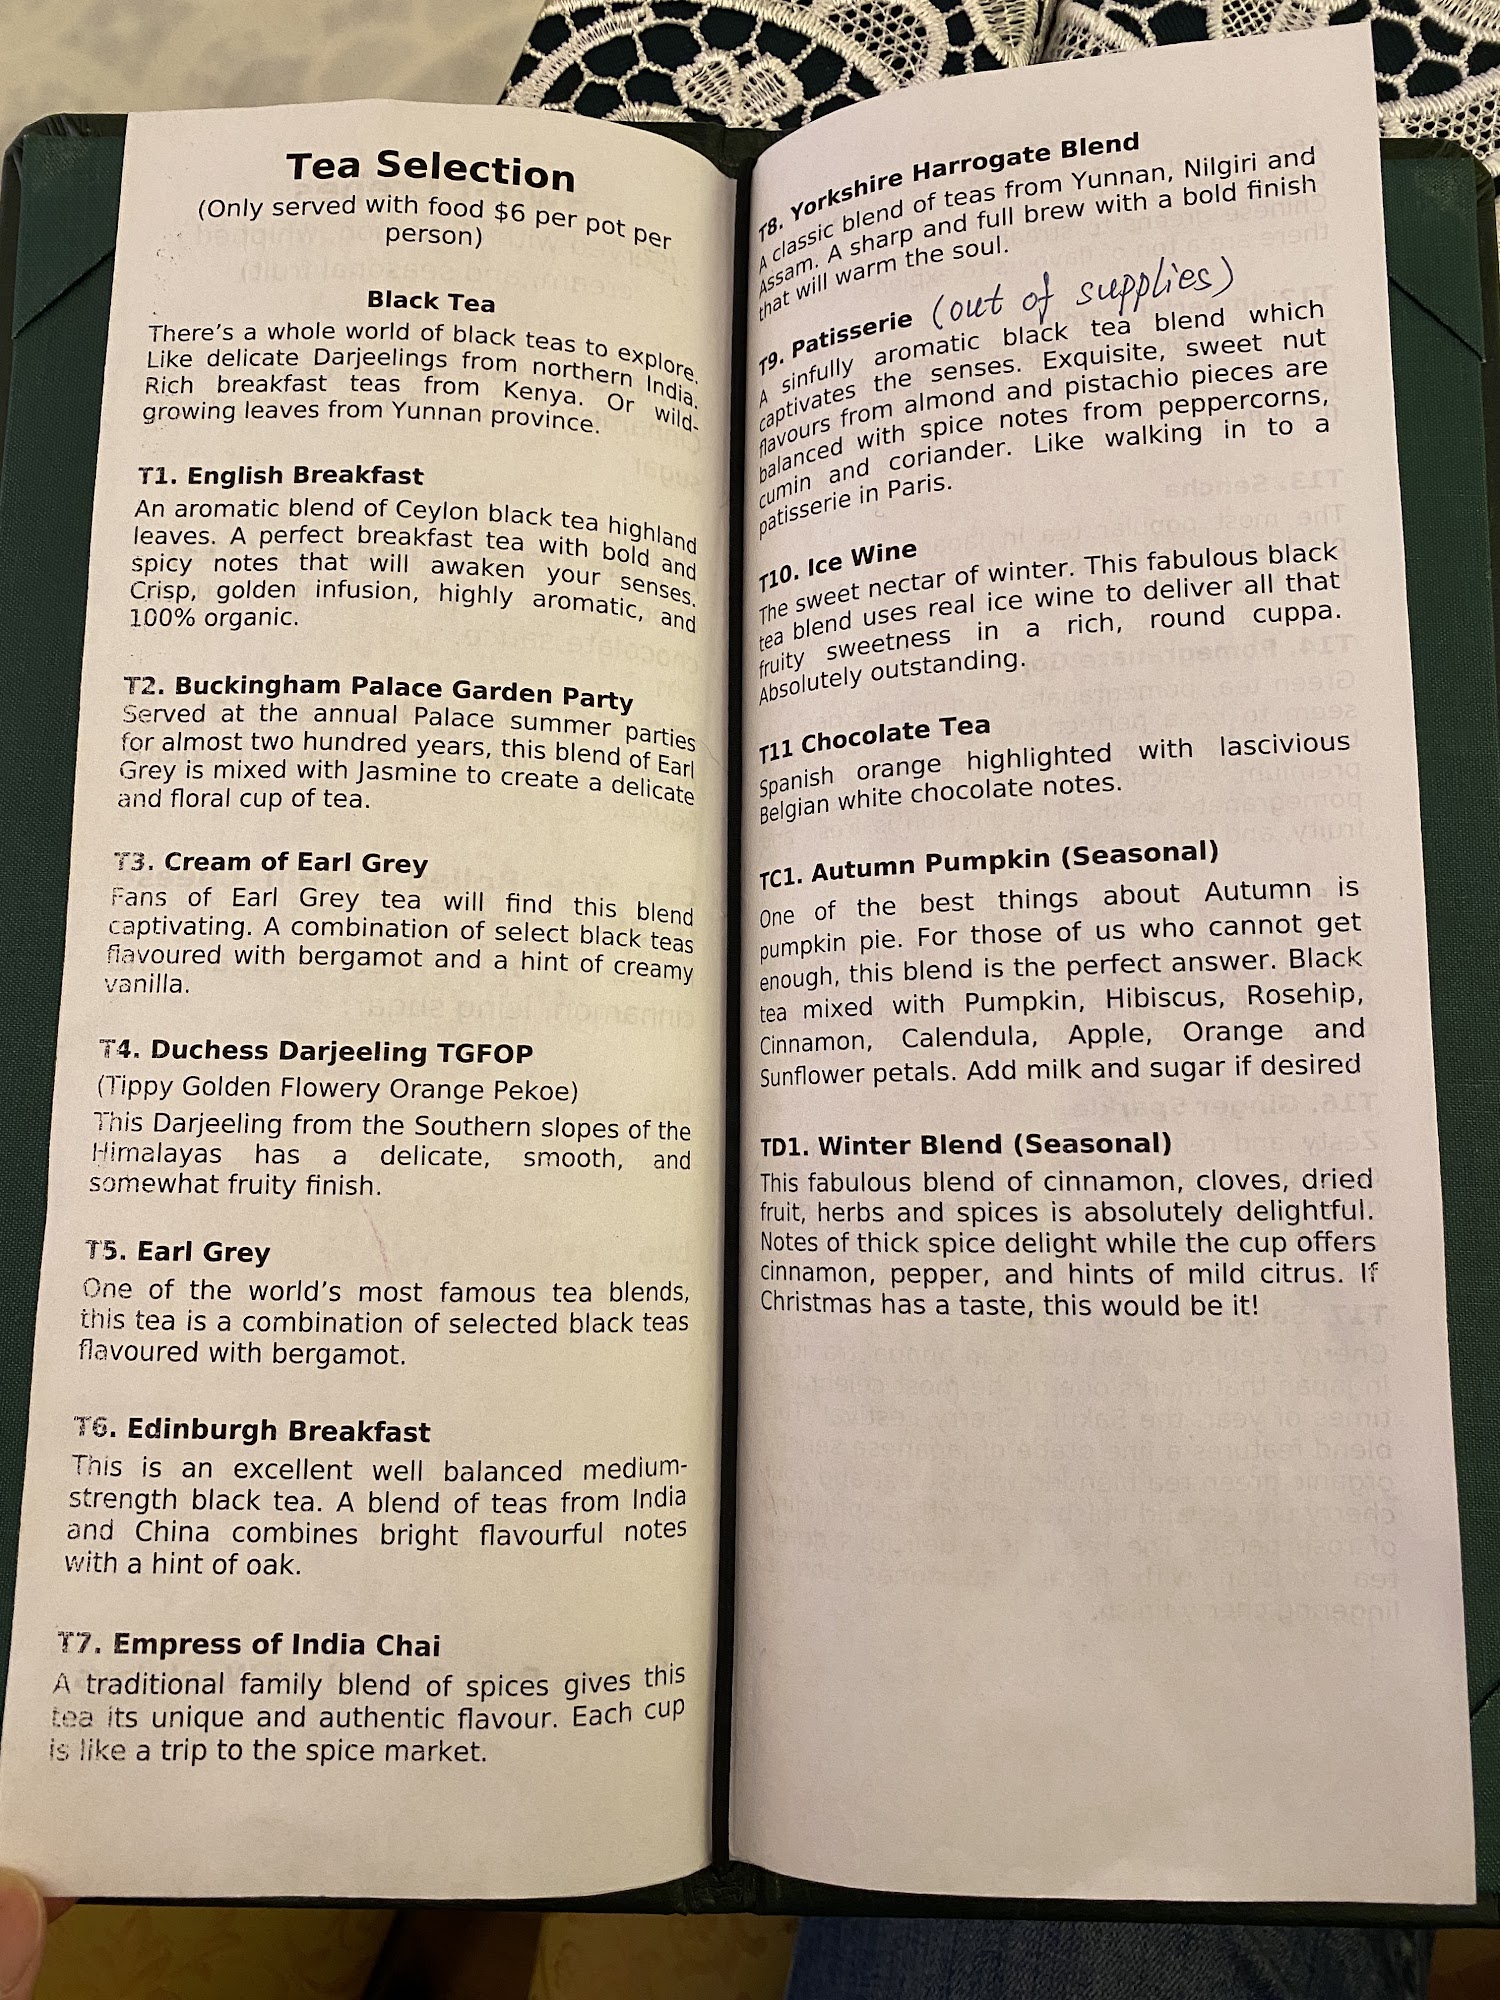 Tea Selection
(Only served with food $6 per pot per
person)
Black Tea
There's a whole world of black teas to explore.
Like delicate Darjeelings from northern India.
Rich breakfast teas from Kenya. Or wild-
growing leaves from Yunnan province.
T1. English Breakfast
An aromatic blend of Ceylon black tea highland
leaves. A perfect breakfast tea with bold and
spicy notes that will awaken your senses.
Crisp, golden infusion, highly aromatic, and
100% organic.
T2. Buckingham Palace Garden Party
Served at the annual Palace summer parties
for almost two hundred years, this blend of Earl
Grey is mixed with Jasmine to create a delicate
and floral cup of tea.
T3. Cream of Earl Grey
Fans of Earl Grey tea will find this blend
captivating. A combination of select black teas
flavoured with bergamot and a hint of creamy
vanilla.
T4. Duchess Darjeeling TGFOP
(Tippy Golden Flowery Orange Pekoe)
This Darjeeling from the Southern slopes of the
Himalayas has a delicate, smooth, and
somewhat fruity finish.
T5. Earl Grey
One of the world's most famous tea blends,
this tea is a combination of selected black teas
flavoured with bergamot.
T6. Edinburgh Breakfast
This is an excellent well balanced medium-
strength black tea. A blend of teas from India
and China combines bright flavourful notes
with a hint of oak.
T7. Empress of India Chai
A traditional family blend of spices gives this
tea its unique and authentic flavour. Each cup
is like a trip to the spice market.
T8. Yorkshire Harrogate Blend
A classic blend of teas from Yunnan, Nilgiri and
Assam. A sharp and full brew with a bold finish
that will warm the soul.
T9. Patisserie (out of supplies)
A sinfully aromatic black tea blend which
captivates the senses. Exquisite, sweet nut
flavours from almond and pistachio pieces are
balanced with spice notes from peppercorns,
cumin and coriander. Like walking in to a
patisserie in Paris.
T10. Ice Wine
The sweet nectar of winter. This fabulous black
tea blend uses real ice wine to deliver all that
fruity sweetness in a rich, round cuppa.
Absolutely outstanding.
T11 Chocolate Tea
Spanish orange highlighted with lascivious
Belgian white chocolate notes.
TC1. Autumn Pumpkin (Seasonal)
One of the best things about Autumn is
pumpkin pie. For those of us who cannot get
enough, this blend is the perfect answer. Black
tea mixed with Pumpkin, Hibiscus, Rosehip,
Cinnamon, Calendula, Apple, Orange and
Sunflower petals. Add milk and sugar if desired
TD1. Winter Blend (Seasonal)
This fabulous blend of cinnamon, cloves, dried
fruit, herbs and spices is absolutely delightful.
Notes of thick spice delight while the cup offers
cinnamon, pepper, and hints of mild citrus. If
Christmas has a taste, this would be it!